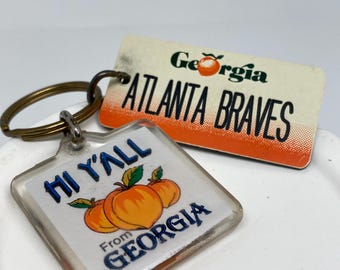 Georgia
ATLANTA BRAVES
HI Y'ALL
From
GEORGIA